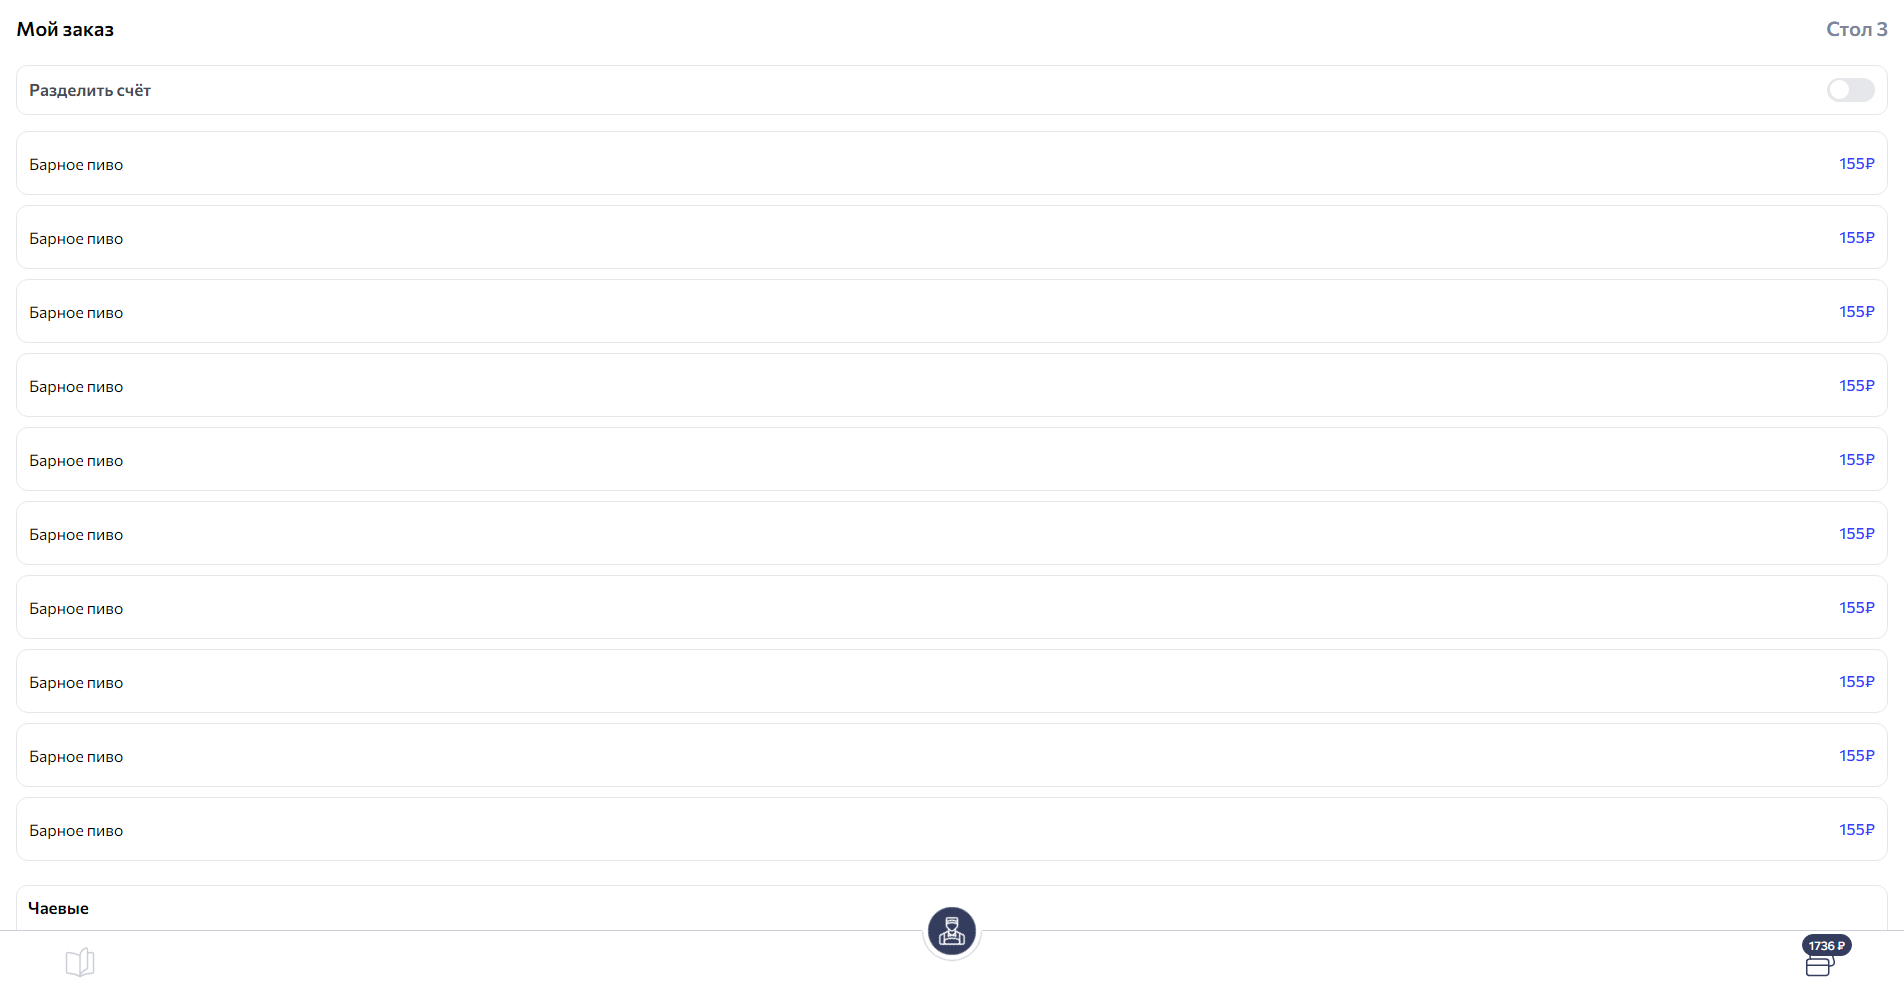 Мой заказ
Стол 3
Разделить счёт
Барное пиво 155₽
Барное пиво 155₽
Барное пиво 155₽
Барное пиво 155₽
Барное пиво 155₽
Барное пиво 155₽
Барное пиво 155₽
Барное пиво 155₽
Барное пиво 155₽
Барное пиво 155₽
Чаевые
1736 ₽